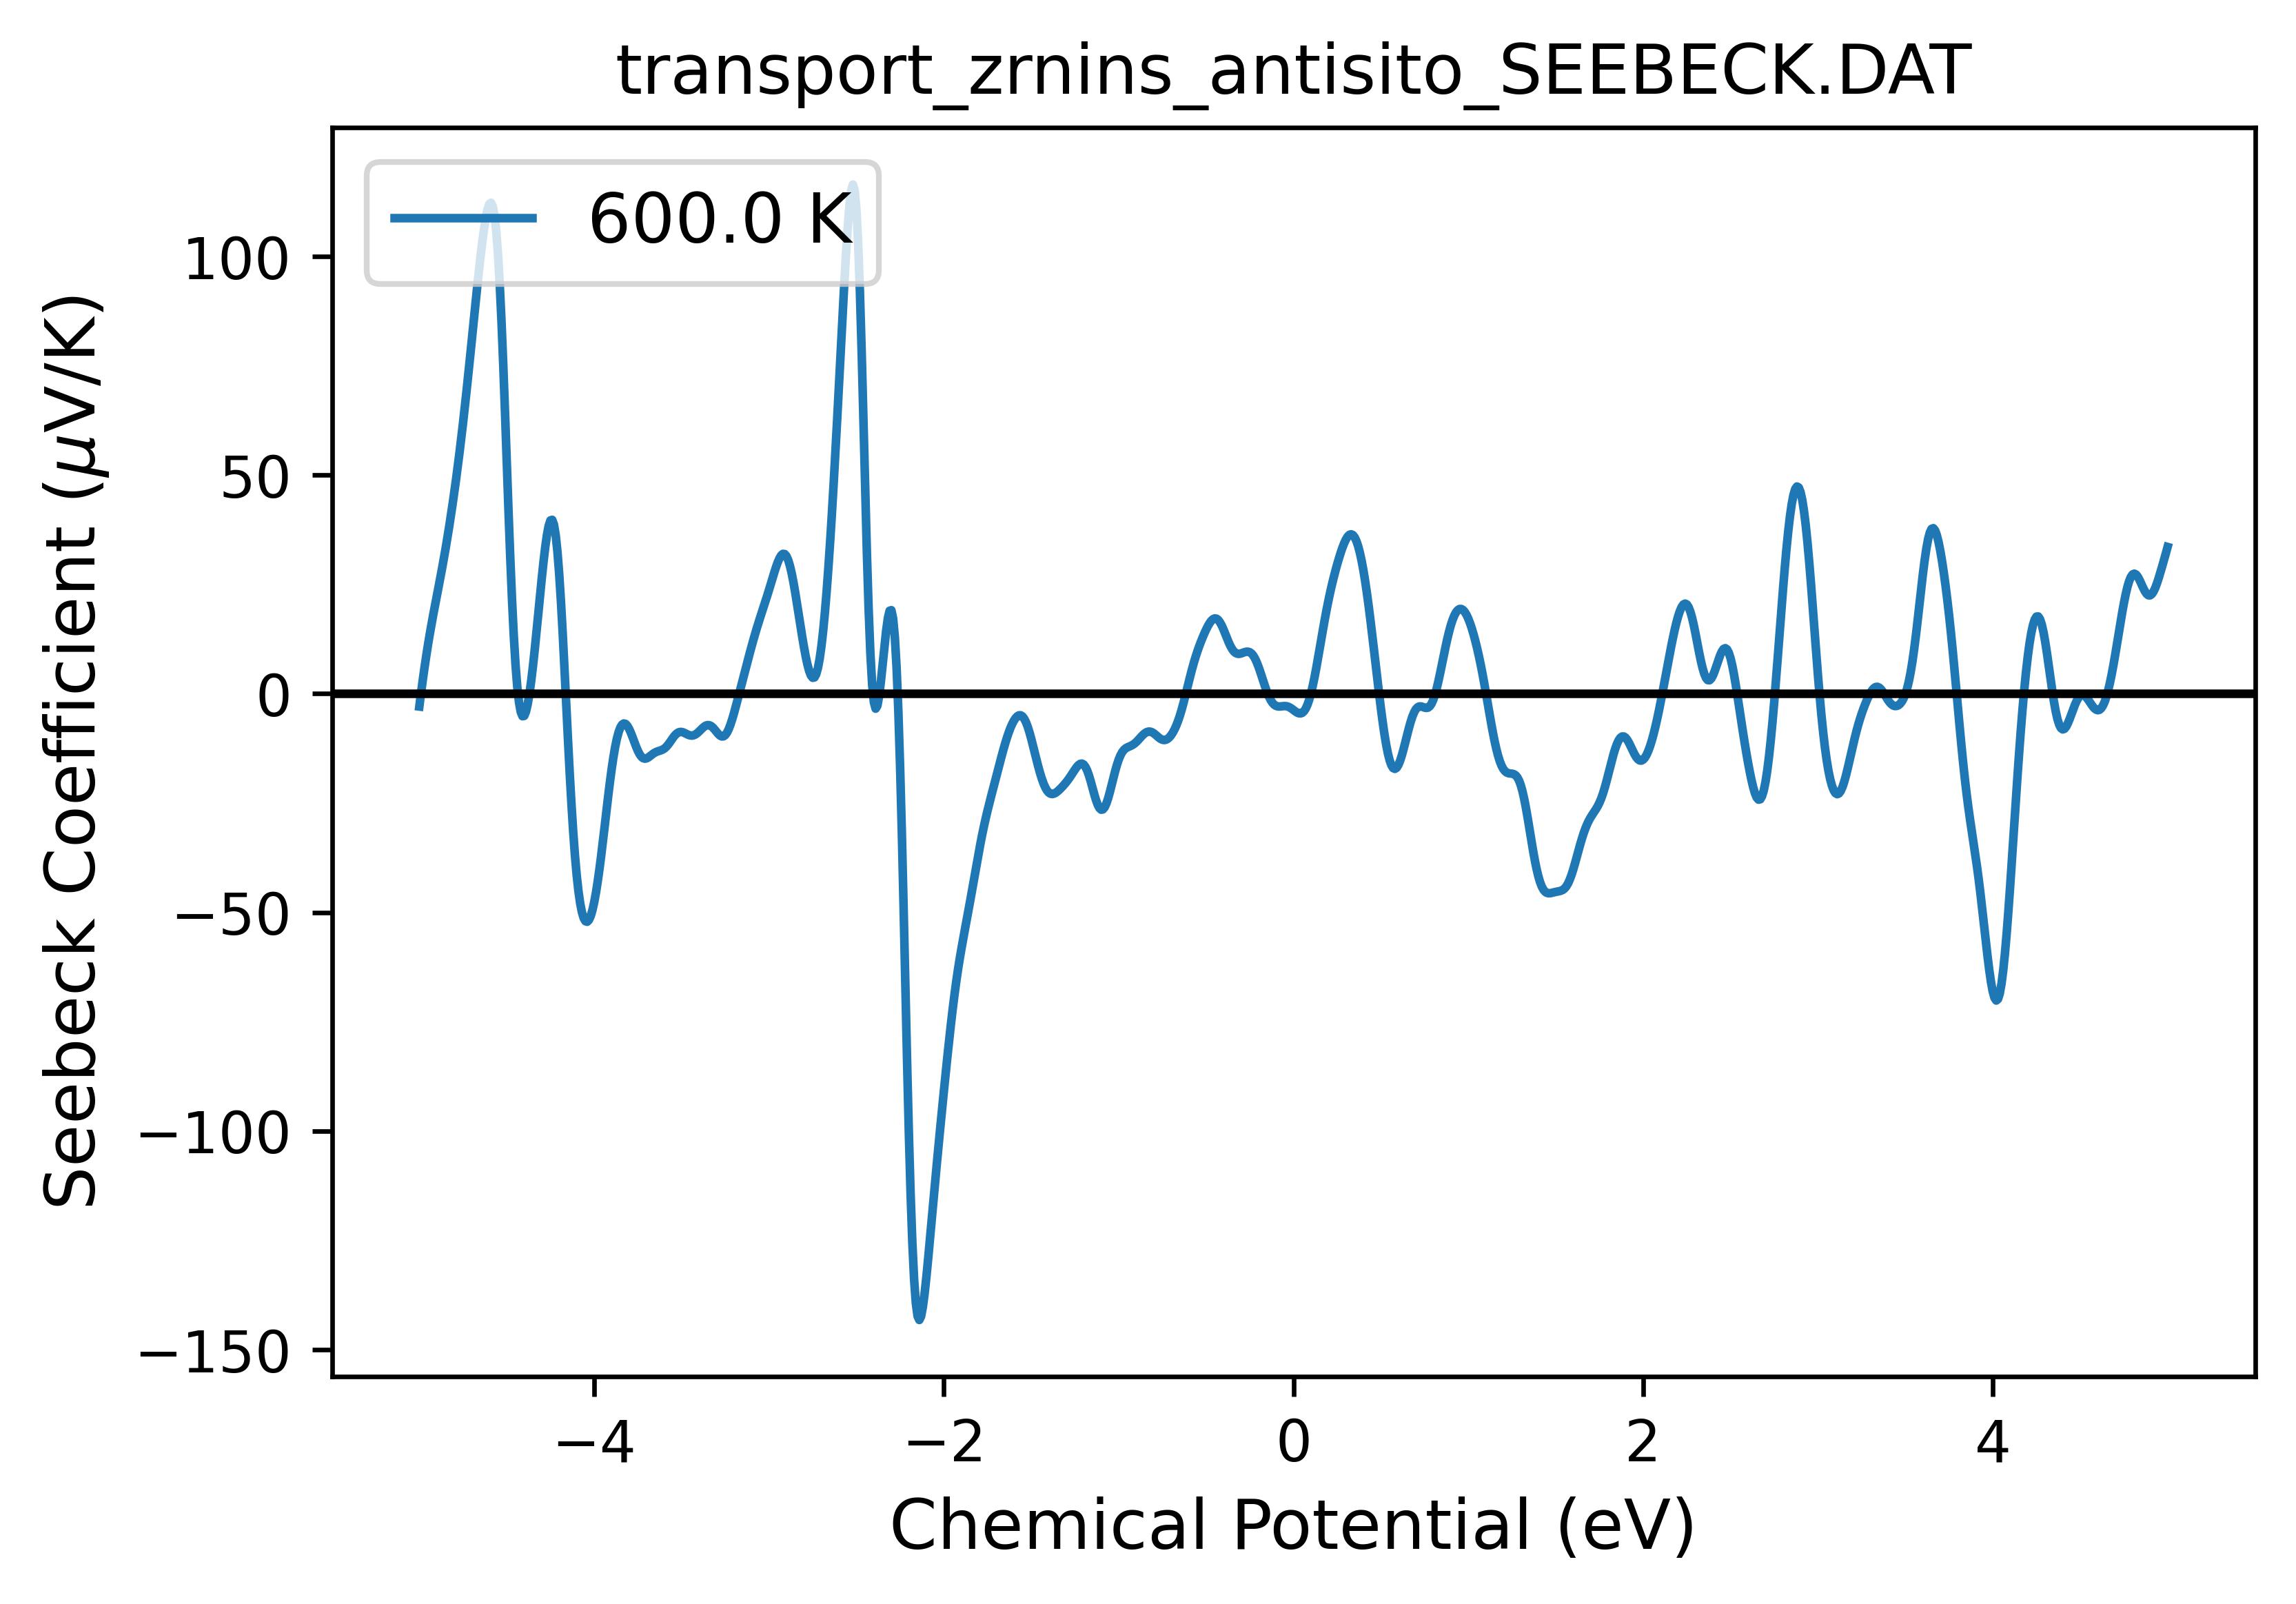 transport_zrnins_antisito_SEEBECK.DAT
600.0 K
Seebeck Coefficient (μV/K)
100
50
0
−50
−100
−150
−4
−2
0
2
4
Chemical Potential (eV)